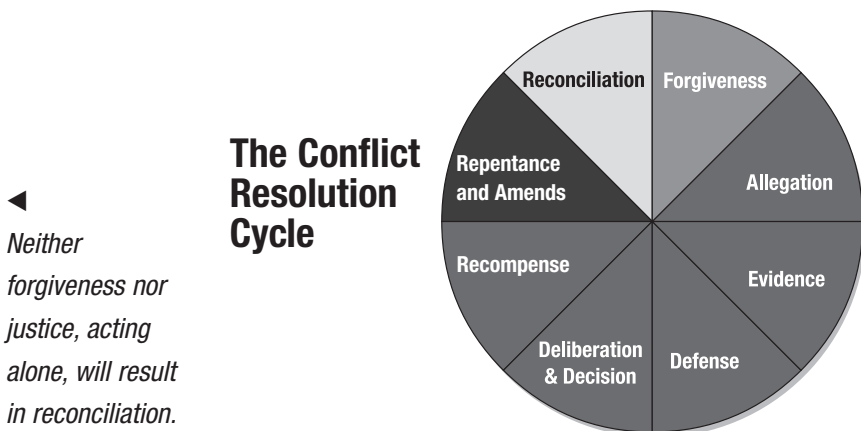 The Conflict
Resolution
Cycle
Neither
forgiveness nor
justice, acting
alone, will result
in reconciliation.
Reconciliation
Forgiveness
Allegation
Evidence
Defense
Deliberation
& Decision
Recompense
Repentance
and Amends